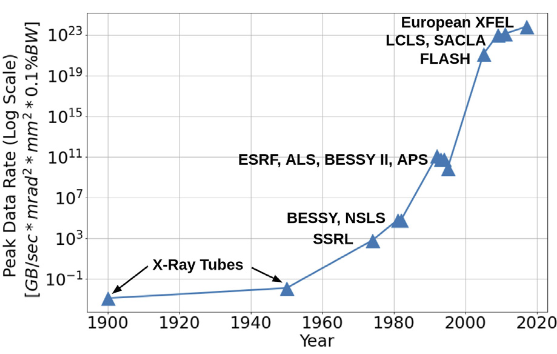 European XFEL
LCLS, SACLA
FLASH
ESRF, ALS, BESSY II, APS
BESSY, NSLS
SSRL
X-Ray Tubes
Peak Data Rate (Log Scale)
[GB/sec*mrad²*mm²*0.1%BW]
10²³
10¹⁹
10¹⁵
10¹¹
10⁷
10³
10⁻¹
1900 1920 1940 1960 1980 2000 2020
Year